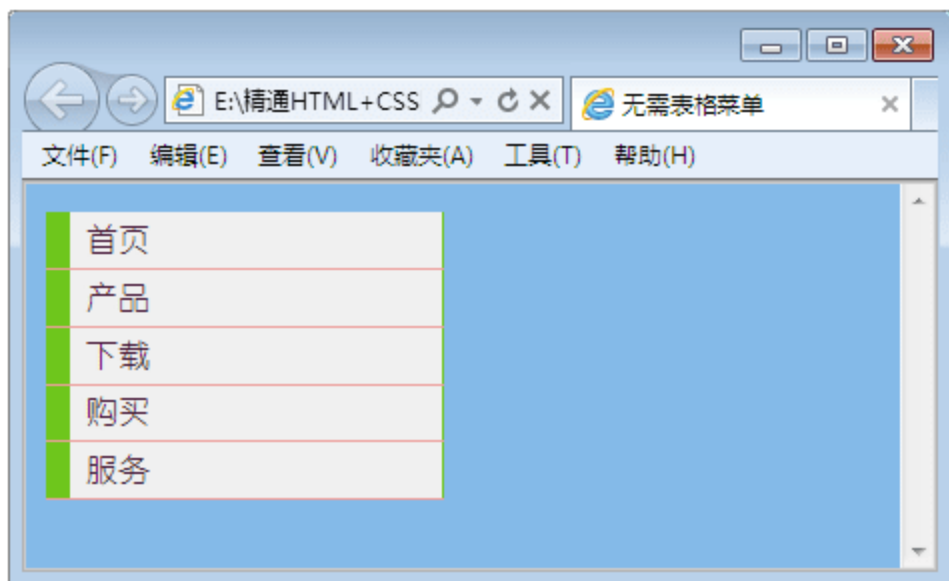 E:\精通HTML+CSS 无需表格菜单
文件(F) 编辑(E) 查看(V) 收藏夹(A) 工具(T) 帮助(H)
首页
产品
下载
购买
服务